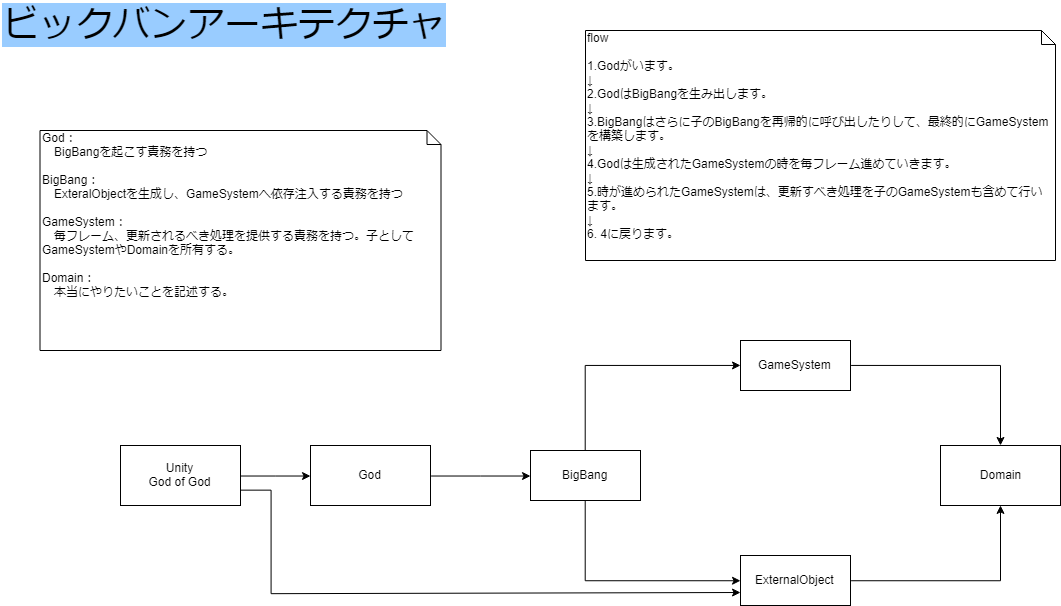 ビックバンアーキテクチャ
flow
1.Godがいます。
↓
2.GodはBigBangを生み出します。
↓
3.BigBangはさらに子のBigBangを再帰的に呼び出したりして、最終的にGameSystem
を構築します。
↓
4.Godは生成されたGameSystemの時を毎フレーム進めていきます。
↓
5.時が進められたGameSystemは、更新すべき処理を子のGameSystemも含めて行い
ます。
↓
6. 4に戻ります。
God：
BigBangを起こす責務を持つ
BigBang：
ExteralObjectを生成し、GameSystemへ依存注入する責務を持つ
GameSystem：
毎フレーム、更新されるべき処理を提供する責務を持つ。子として
GameSystemやDomainを所有する。
Domain：
本当にやりたいことを記述する。
GameSystem
Unity
God of God
God
BigBang
Domain
ExternalObject